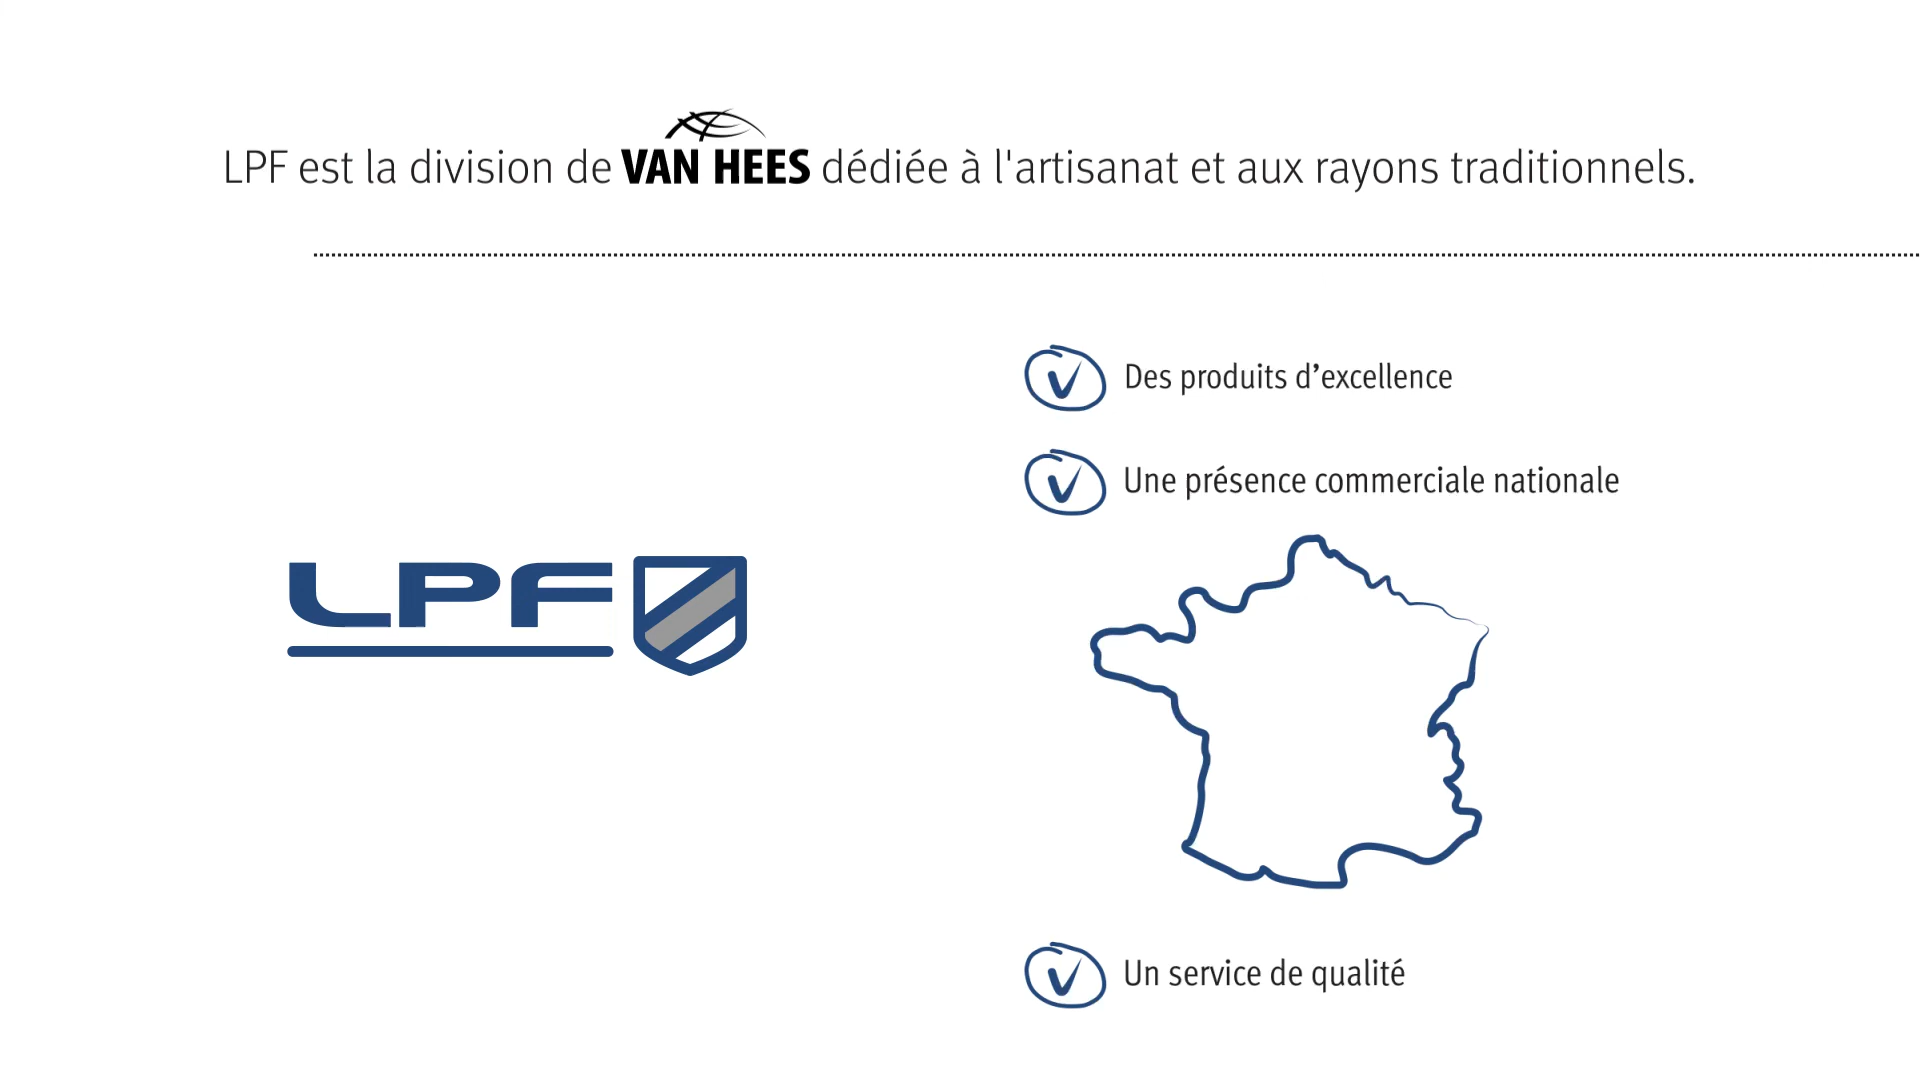 LPF est la division de VAN HEES dédiée à l'artisanat et aux rayons traditionnels.
Des produits d’excellence
Une présence commerciale nationale
LPF
Un service de qualité